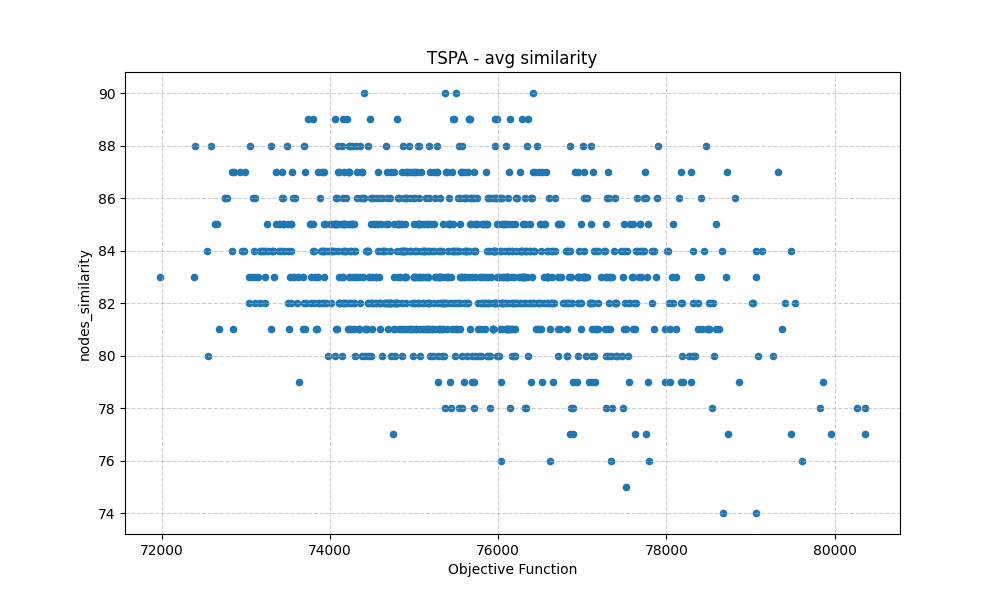 TSPA - avg similarity
nodes_similarity
90
88
86
84
82
80
78
76
74
72000 74000 76000 78000 80000
Objective Function